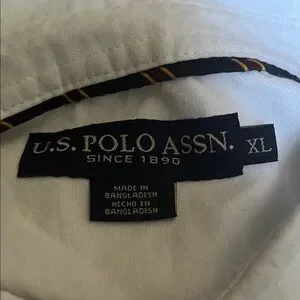 U.S. POLO ASSN. XL
SINCE 1890
MADE IN
BANGLADESH
HECHO EN
BANGLADESH